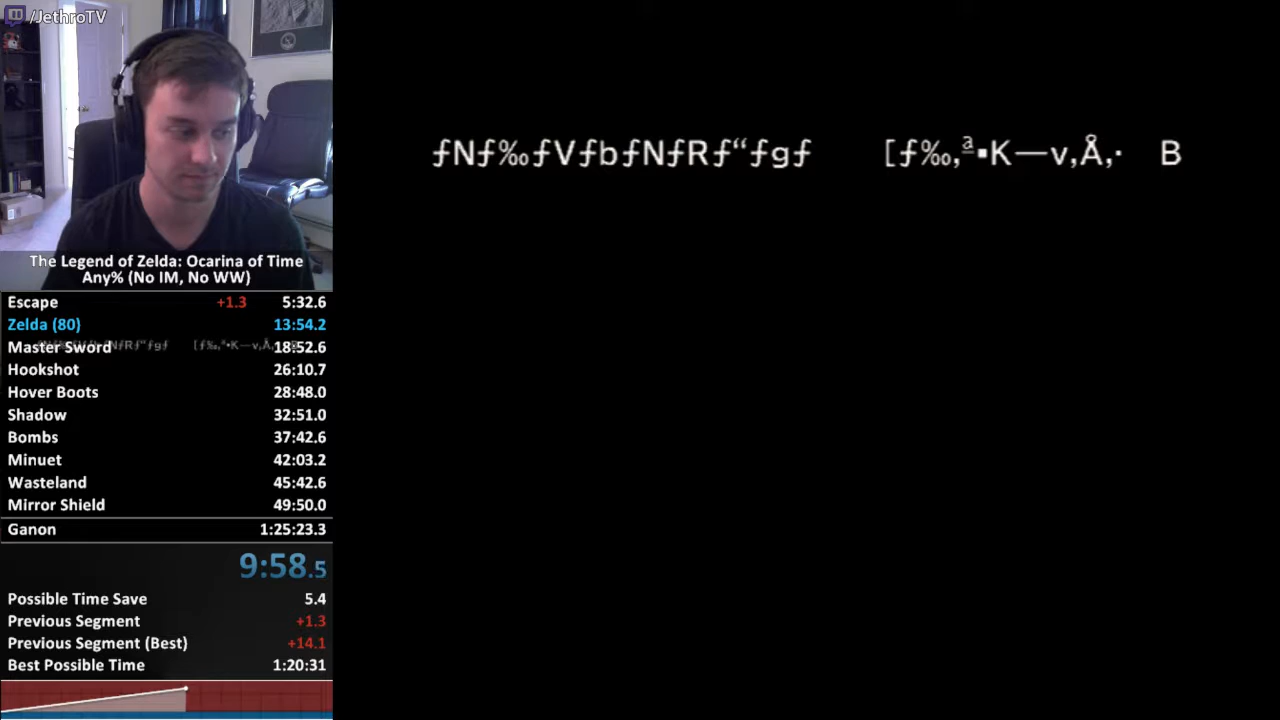 /JethroTV
ƒNƒ‰ƒVƒbƒNƒRƒ“ƒgƒ [ƒ‰‚ª•K—v‚Å‚· B
The Legend of Zelda: Ocarina of Time
Any% (No IM, No WW)
Escape +1.3 5:32.6
Zelda (80) 13:54.2
Master Sword 18:52.6
Hookshot 26:10.7
Hover Boots 28:48.0
Shadow 32:51.0
Bombs 37:42.6
Minuet 42:03.2
Wasteland 45:42.6
Mirror Shield 49:50.0
Ganon 1:25:23.3
9:58.5
Possible Time Save 5.4
Previous Segment +1.3
Previous Segment (Best) +14.1
Best Possible Time 1:20:31